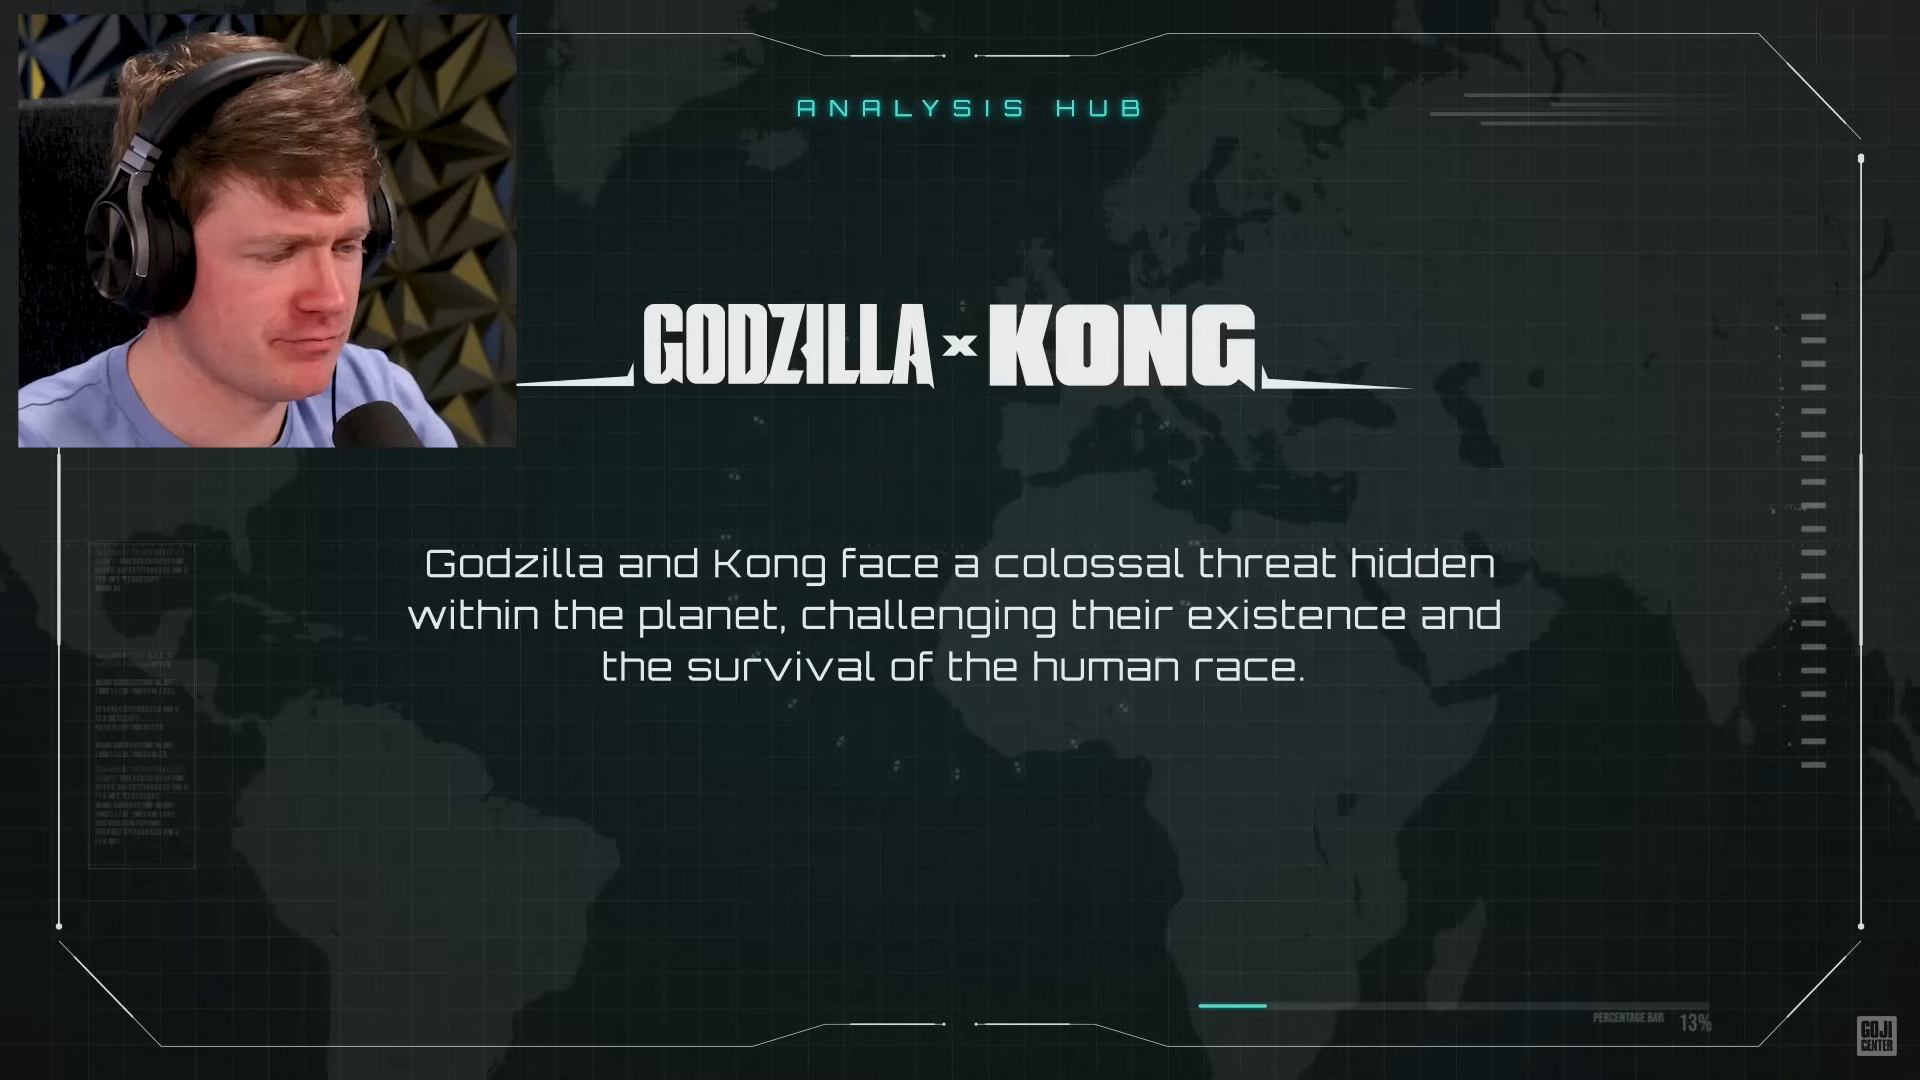 ANALYSIS HUB
GODZILLA x KONG
Godzilla and Kong face a colossal threat hidden
within the planet, challenging their existence and
the survival of the human race.
PERCENTAGE BAR 13%
GOJI
CENTER